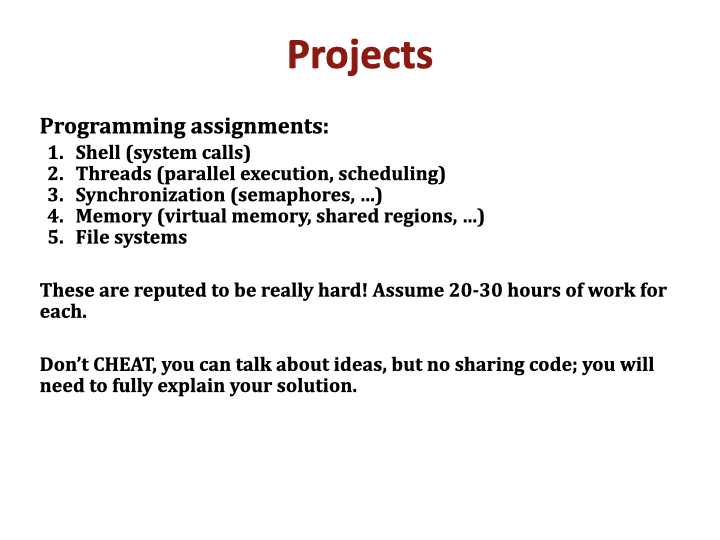 Projects
Programming assignments:
1. Shell (system calls)
2. Threads (parallel execution, scheduling)
3. Synchronization (semaphores, …)
4. Memory (virtual memory, shared regions, …)
5. File systems
These are reputed to be really hard! Assume 20-30 hours of work for
each.
Don’t CHEAT, you can talk about ideas, but no sharing code; you will
need to fully explain your solution.